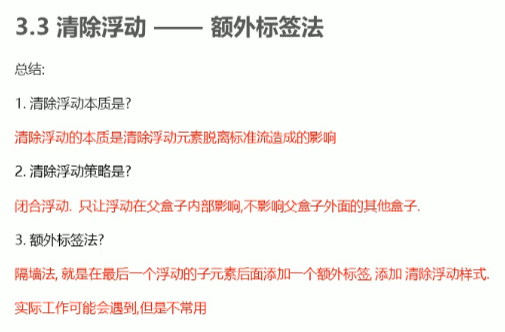 3.3 清除浮动 —— 额外标签法
总结:
1. 清除浮动本质是?
清除浮动的本质是清除浮动元素脱离标准流造成的影响
2. 清除浮动策略是?
闭合浮动. 只让浮动在父盒子内部影响,不影响父盒子外面的其他盒子.
3. 额外标签法?
隔墙法, 就是在最后一个浮动的子元素后面添加一个额外标签, 添加 清除浮动样式.
实际工作可能会遇到,但是不常用